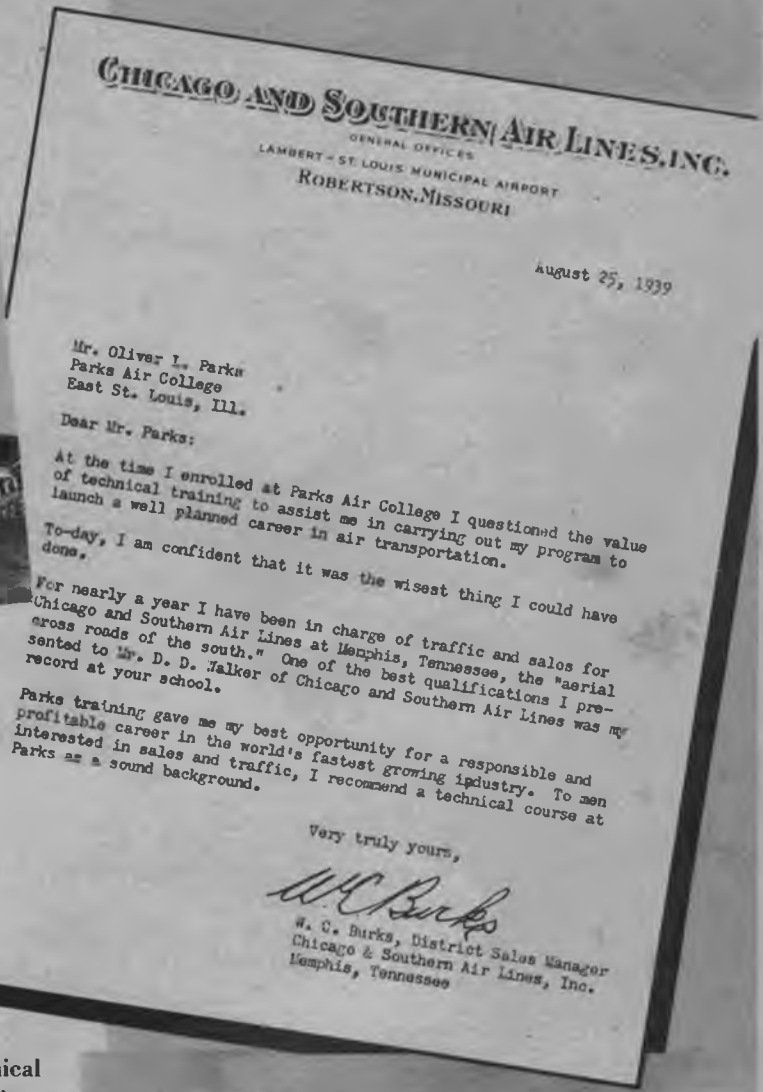 CHICAGO AND SOUTHERN AIR LINES, INC.
GENERAL OFFICES
LAMBERT - ST. LOUIS MUNICIPAL AIRPORT
ROBERTSON, MISSOURI
August 25, 1939
Mr. Oliver L. Parks
Parks Air College
East St. Louis, Ill.
Dear Mr. Parks:
At the time I enrolled at Parks Air College I questioned the value
of technical training to assist me in carrying out my program to
launch a well planned career in air transportation.
To-day, I am confident that it was the wisest thing I could have
done.
For nearly a year I have been in charge of traffic and sales for
Chicago and Southern Air Lines at Memphis, Tennessee, the "aerial
cross roads of the south." One of the best qualifications I pre-
sented to Mr. D. D. Walker of Chicago and Southern Air Lines was my
record at your school.
Parks training gave me my best opportunity for a responsible and
profitable career in the world's fastest growing industry. To men
interested in sales and traffic, I recommend a technical course at
Parks as a sound background.
Very truly yours,
W. C. Burks
W. C. Burks, District Sales Manager
Chicago & Southern Air Lines, Inc.
Memphis, Tennessee
ical